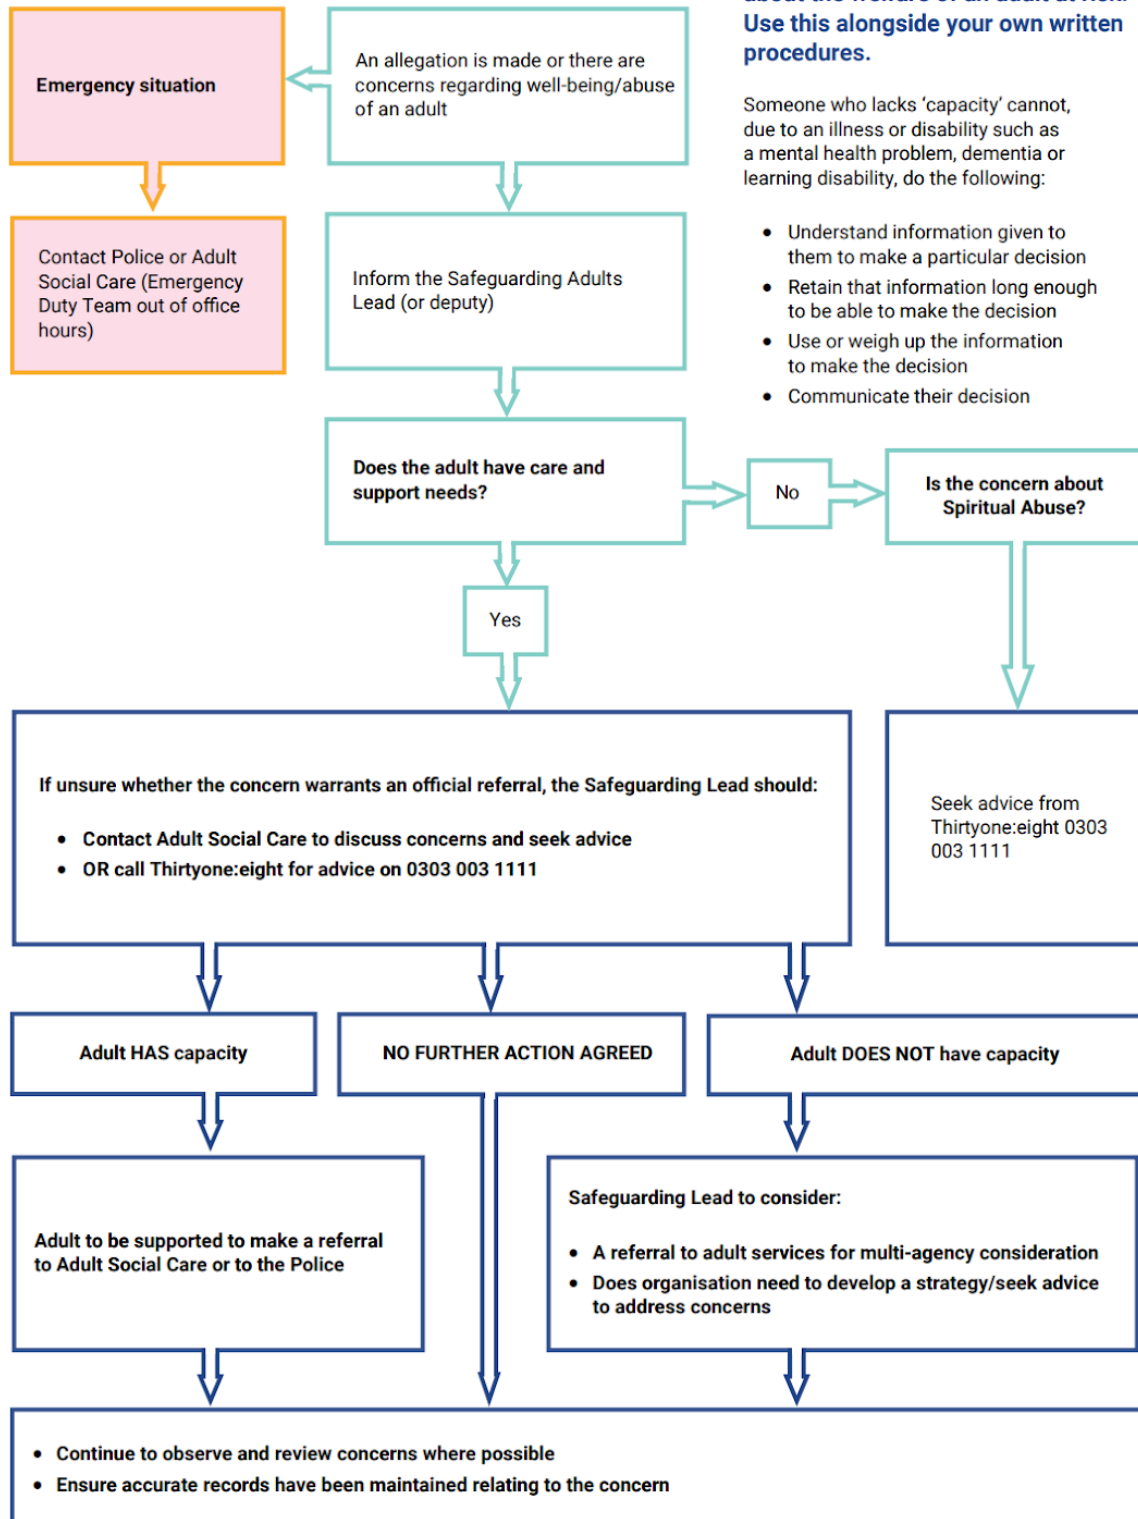 about the welfare of an adult at risk.
Use this alongside your own written
procedures.
Someone who lacks ‘capacity’ cannot,
due to an illness or disability such as
a mental health problem, dementia or
learning disability, do the following:
• Understand information given to
them to make a particular decision
• Retain that information long enough
to be able to make the decision
• Use or weigh up the information
to make the decision
• Communicate their decision
An allegation is made or there are
concerns regarding well-being/abuse
of an adult
Emergency situation
Contact Police or Adult
Social Care (Emergency
Duty Team out of office
hours)
Inform the Safeguarding Adults
Lead (or deputy)
Does the adult have care and
support needs?
No
Is the concern about
Spiritual Abuse?
Yes
If unsure whether the concern warrants an official referral, the Safeguarding Lead should:
• Contact Adult Social Care to discuss concerns and seek advice
• OR call Thirtyone:eight for advice on 0303 003 1111
Seek advice from
Thirtyone:eight 0303
003 1111
Adult HAS capacity
NO FURTHER ACTION AGREED
Adult DOES NOT have capacity
Adult to be supported to make a referral
to Adult Social Care or to the Police
Safeguarding Lead to consider:
• A referral to adult services for multi-agency consideration
• Does organisation need to develop a strategy/seek advice
to address concerns
• Continue to observe and review concerns where possible
• Ensure accurate records have been maintained relating to the concern